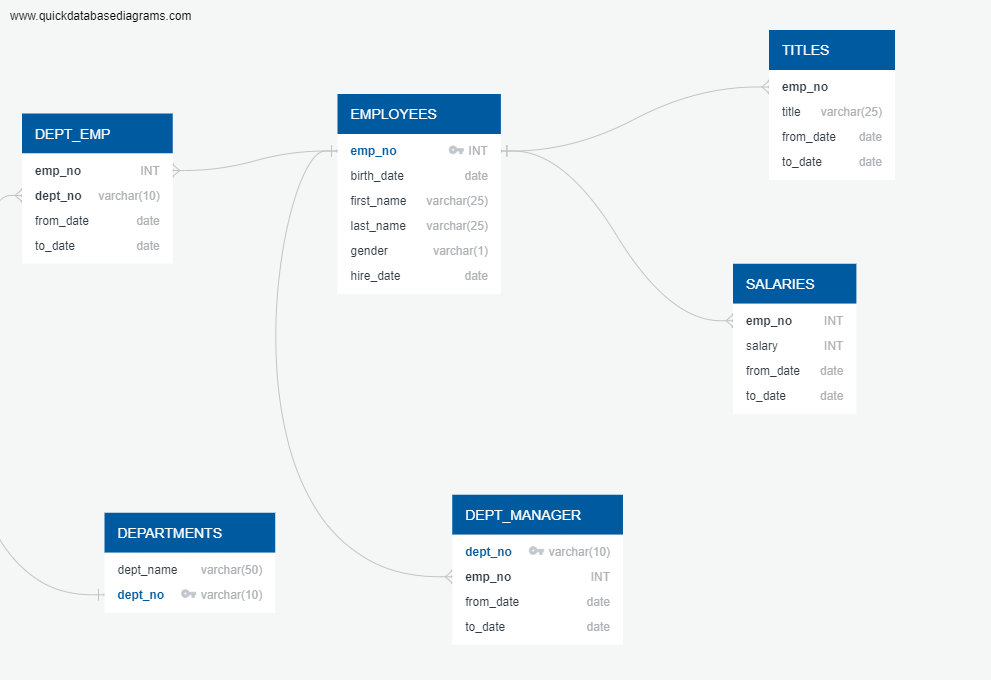 www.quickdatabasediagrams.com
TITLES
emp_no
title varchar(25)
from_date date
to_date date
EMPLOYEES
emp_no INT
birth_date date
first_name varchar(25)
last_name varchar(25)
gender varchar(1)
hire_date date
DEPT_EMP
emp_no INT
dept_no varchar(10)
from_date date
to_date date
SALARIES
emp_no INT
salary INT
from_date date
to_date date
DEPT_MANAGER
dept_no varchar(10)
emp_no INT
from_date date
to_date date
DEPARTMENTS
dept_name varchar(50)
dept_no varchar(10)